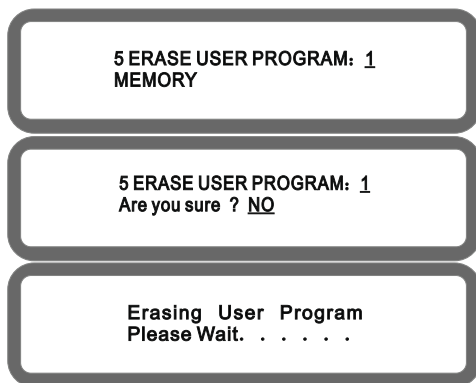 5 ERASE USER PROGRAM: 1
MEMORY
5 ERASE USER PROGRAM: 1
Are you sure ? NO
Erasing User Program
Please Wait. . . . . .